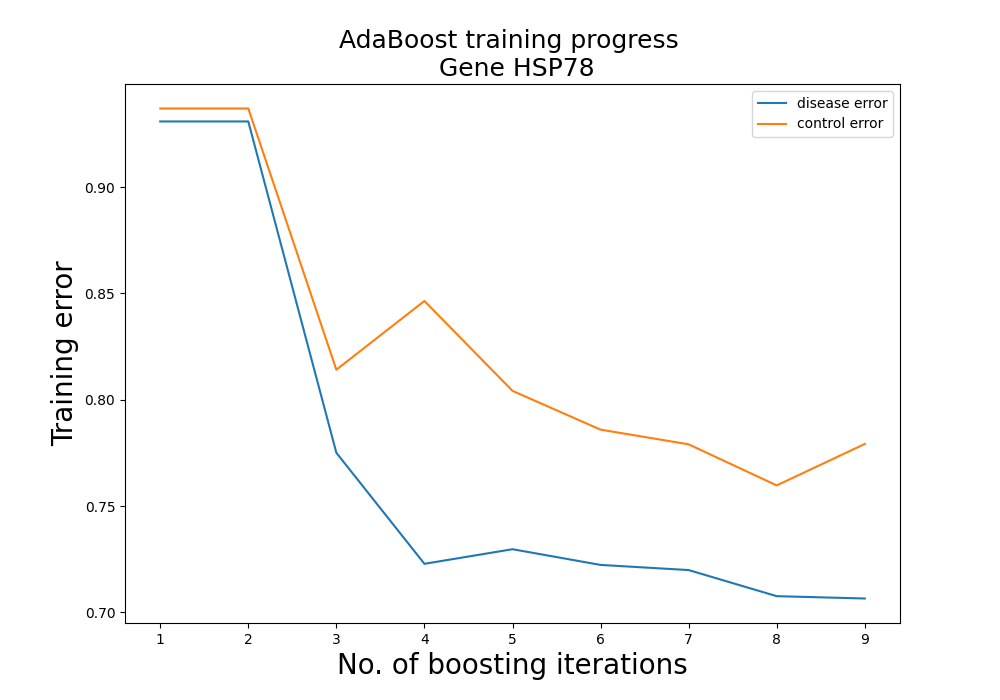 AdaBoost training progress
Gene HSP78
disease error
control error
Training error
0.90
0.85
0.80
0.75
0.70
1 2 3 4 5 6 7 8 9
No. of boosting iterations